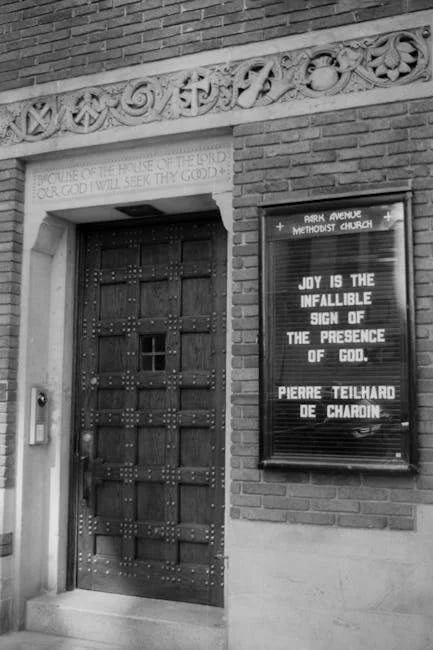 BECAUSE OF THE HOUSE OF THE LORD
OUR GOD I WILL SEEK THY GOOD +
+ PARK AVENUE +
METHODIST CHURCH
JOY IS THE
INFALLIBLE
SIGN OF
THE PRESENCE
OF GOD.
PIERRE TEILHARD
DE CHARDIN